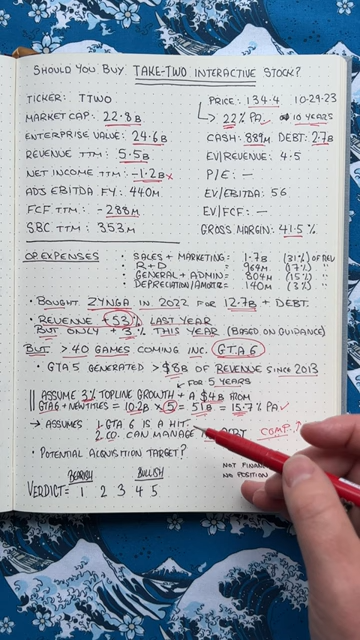 SHOULD YOU BUY TAKE-TWO INTERACTIVE STOCK?
TICKER: TTWO
PRICE: 134.4 10-29-23
MARKET CAP: 22.8B
↳ 22% PA 10 YEARS
ENTERPRISE VALUE: 24.6B
CASH: 889M DEBT: 2.7B
REVENUE TTM: 5.5B
EV/REVENUE: 4.5
NET INCOME TTM: -1.2B x
P/E: —
ADJ EBITDA FY: 440M
EV/EBITDA: 56
FCF TTM: -288M
EV/FCF: —
SBC TTM: 353M
GROSS MARGIN: 41.5%
OP. EXPENSES
• SALES + MARKETING = 1.7B (31% OF REV
• R+D = 964M (17%) "
• GENERAL + ADMIN = 804M (15%) "
• DEPRECIATION/AMORT = 140M (3%) "
• BOUGHT ZYNGA IN 2022 FOR 12.7B + DEBT.
• REVENUE +53% LAST YEAR
BUT ONLY + 3% THIS YEAR (BASED ON GUIDANCE)
BUT >40 GAMES COMING INC. GTA 6
• GTA 5 GENERATED >$8B OF REVENUE SINCE 2013
↙ FOR 5 YEARS
|| ASSUME 3% TOPLINE GROWTH + A $4B FROM
GTA6 + NEW TITLES = 10.2B x 5 = 51B = 15.7% PA ✓
→ ASSUMES 1. GTA 6 IS A HIT.
2. CO. CAN MANAGE COMP.?
• POTENTIAL ACQUISITION TARGET?
NOT FINAN
NO POSITION
BEARISH BULLISH
VERDICT = 1 2 3 4 5